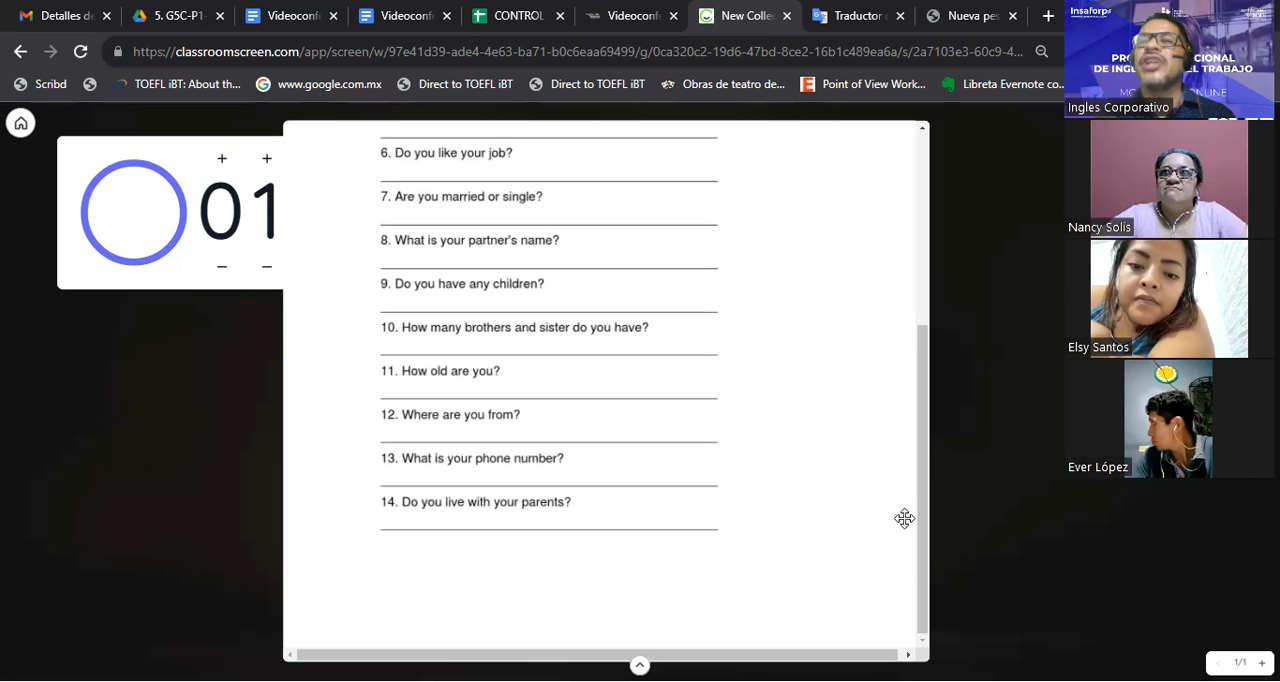 Detalles de
5. G5C-P1-
Videoconfe
Videoconfe
CONTROL
Videoconfe
New Collec
Traductor d
Nueva pes
https://classroomscreen.com/app/screen/w/97e41d39-ade4-4e63-ba71-b0c6eaa69499/g/0ca320c2-19d6-47bd-8ce2-16b1c489ea6a/s/2a7103e3-60c9-4...
Scribd
TOEFL iBT: About th...
www.google.com.mx
Direct to TOEFL iBT
Direct to TOEFL iBT
Obras de teatro de...
Point of View Work...
Libreta Evernote co...
Insaforp
Ingles Corporativo
Nancy Solis
Elsy Santos
Ever López
+ +
01
− −
6. Do you like your job?
7. Are you married or single?
8. What is your partner's name?
9. Do you have any children?
10. How many brothers and sister do you have?
11. How old are you?
12. Where are you from?
13. What is your phone number?
14. Do you live with your parents?
1/1 +